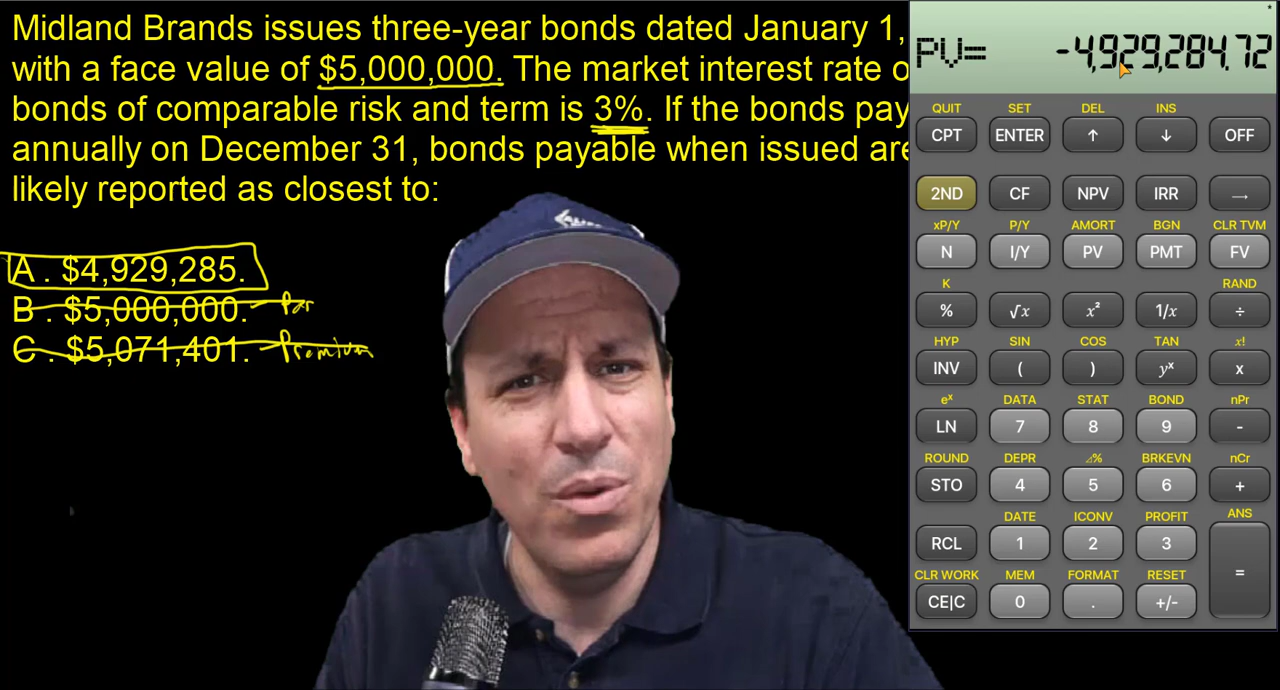 Midland Brands issues three-year bonds dated January 1,
with a face value of $5,000,000. The market interest rate o
bonds of comparable risk and term is 3%. If the bonds pay
annually on December 31, bonds payable when issued are
likely reported as closest to:
A . $4,929,285.
B . $5,000,000. - Par
C . $5,071,401. - Premium
PV= -4,929,284.72
QUIT SET DEL INS
CPT ENTER ↑ ↓ OFF
2ND CF NPV IRR →
xP/Y P/Y AMORT BGN CLR TVM
N I/Y PV PMT FV
K RAND
% √x x² 1/x ÷
HYP SIN COS TAN x!
INV ( ) yˣ x
eˣ DATA STAT BOND nPr
LN 7 8 9 -
ROUND DEPR ⊿% BRKEVN nCr
STO 4 5 6 +
DATE ICONV PROFIT ANS
RCL 1 2 3 =
CLR WORK MEM FORMAT RESET
CE|C 0 . +/-